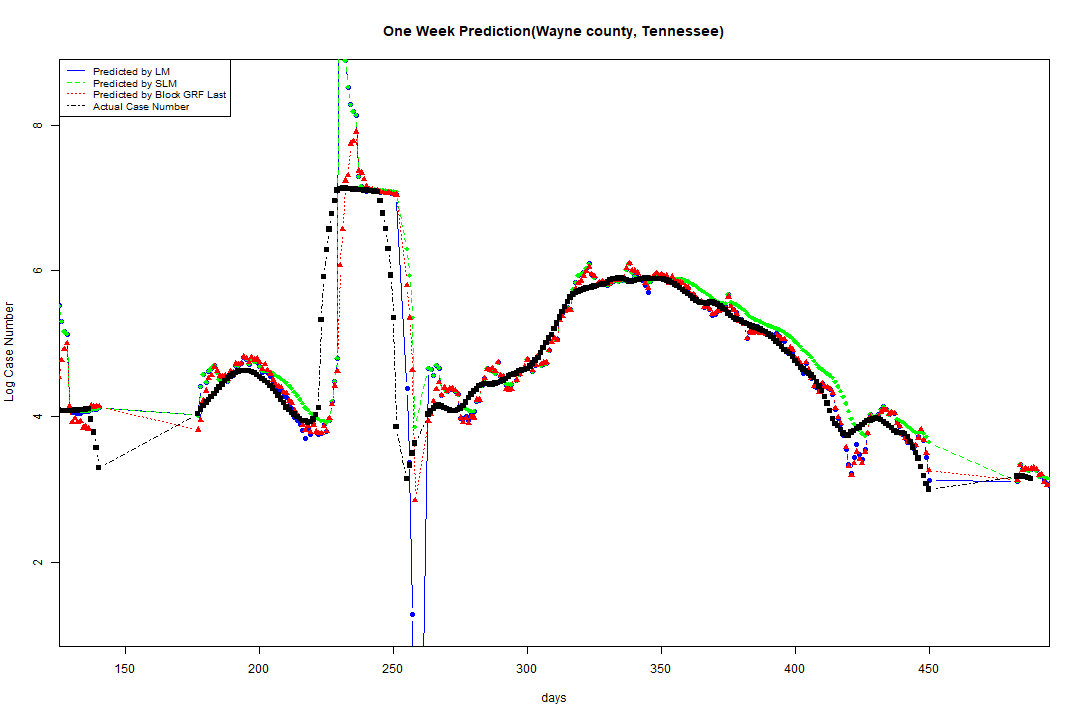 One Week Prediction(Wayne county, Tennessee)
Predicted by LM
Predicted by SLM
Predicted by Block GRF Last
Actual Case Number
8
6
4
2
Log Case Number
150 200 250 300 350 400 450
days